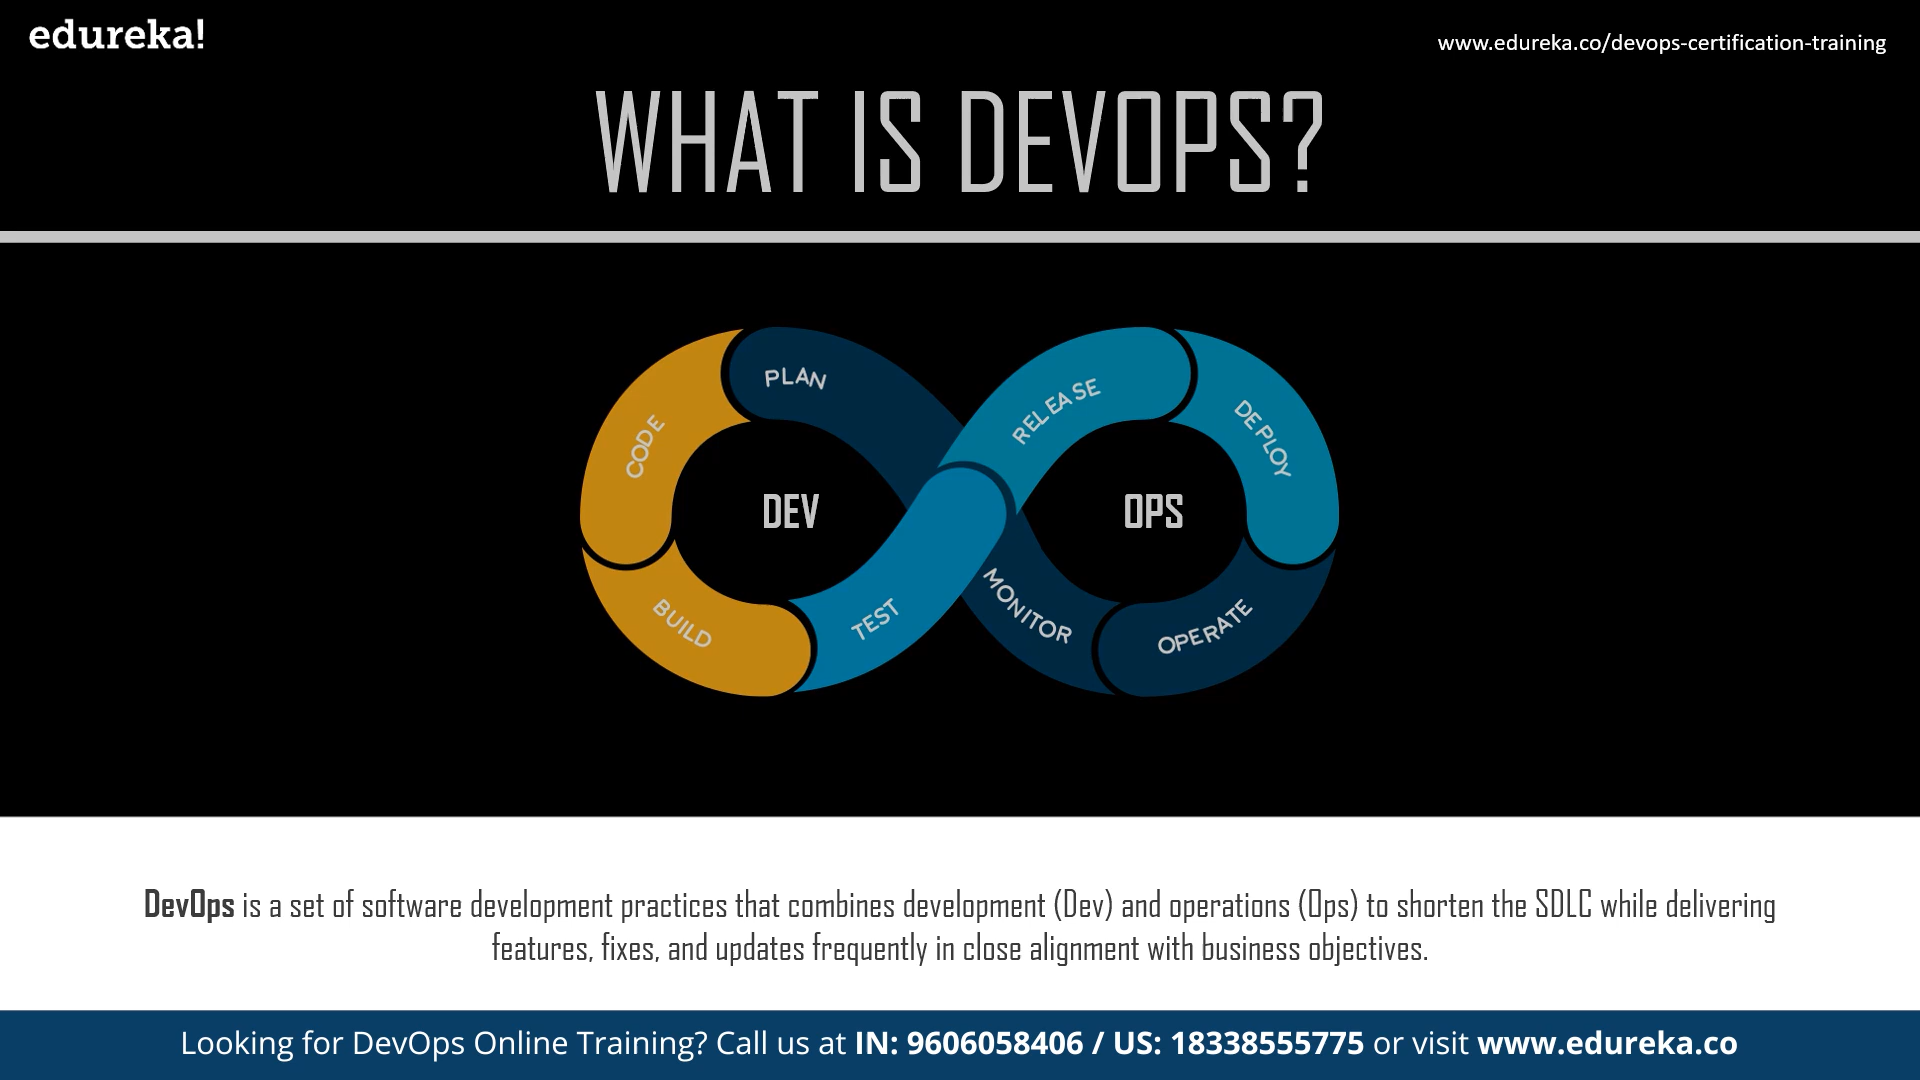 edureka!
www.edureka.co/devops-certification-training
WHAT IS DEVOPS?
PLAN
CODE
BUILD
TEST
RELEASE
DEPLOY
OPERATE
MONITOR
DEV
OPS
DevOps is a set of software development practices that combines development (Dev) and operations (Ops) to shorten the SDLC while delivering
features, fixes, and updates frequently in close alignment with business objectives.
Looking for DevOps Online Training? Call us at IN: 9606058406 / US: 18338555775 or visit www.edureka.co